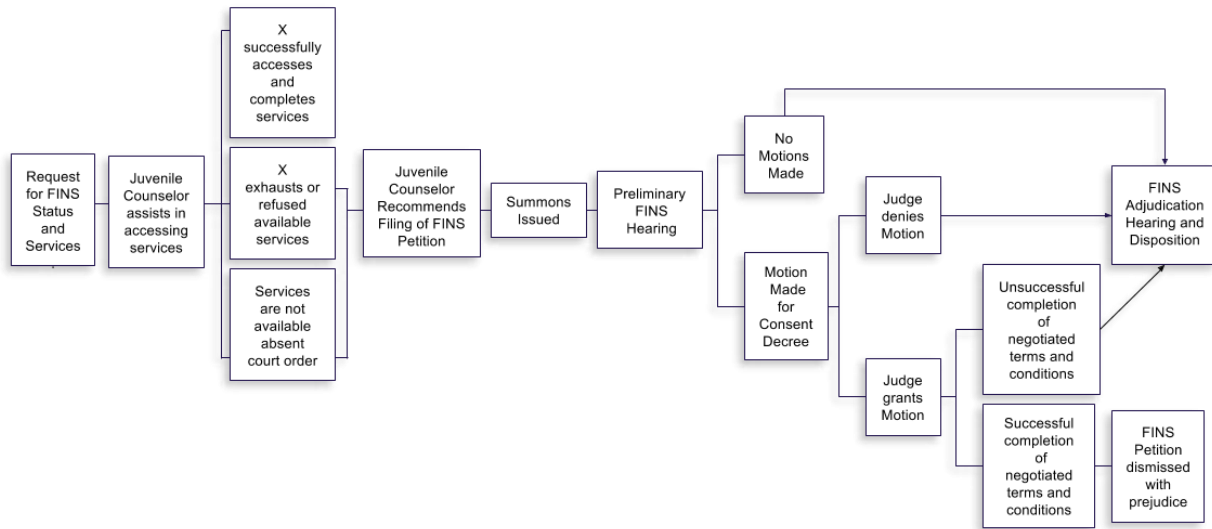 Request
for FINS
Status
and
Services
Juvenile
Counselor
assists in
accessing
services
X
successfully
accesses
and
completes
services
X
exhausts or
refused
available
services
Services
are not
available
absent
court order
Juvenile
Counselor
Recommends
Filing of FINS
Petition
Summons
Issued
Preliminary
FINS
Hearing
No
Motions
Made
Motion
Made
for
Consent
Decree
Judge
denies
Motion
Judge
grants
Motion
Unsuccessful
completion
of
negotiated
terms and
conditions
Successful
completion
of
negotiated
terms and
conditions
FINS
Adjudication
Hearing and
Disposition
FINS
Petition
dismissed
with
prejudice